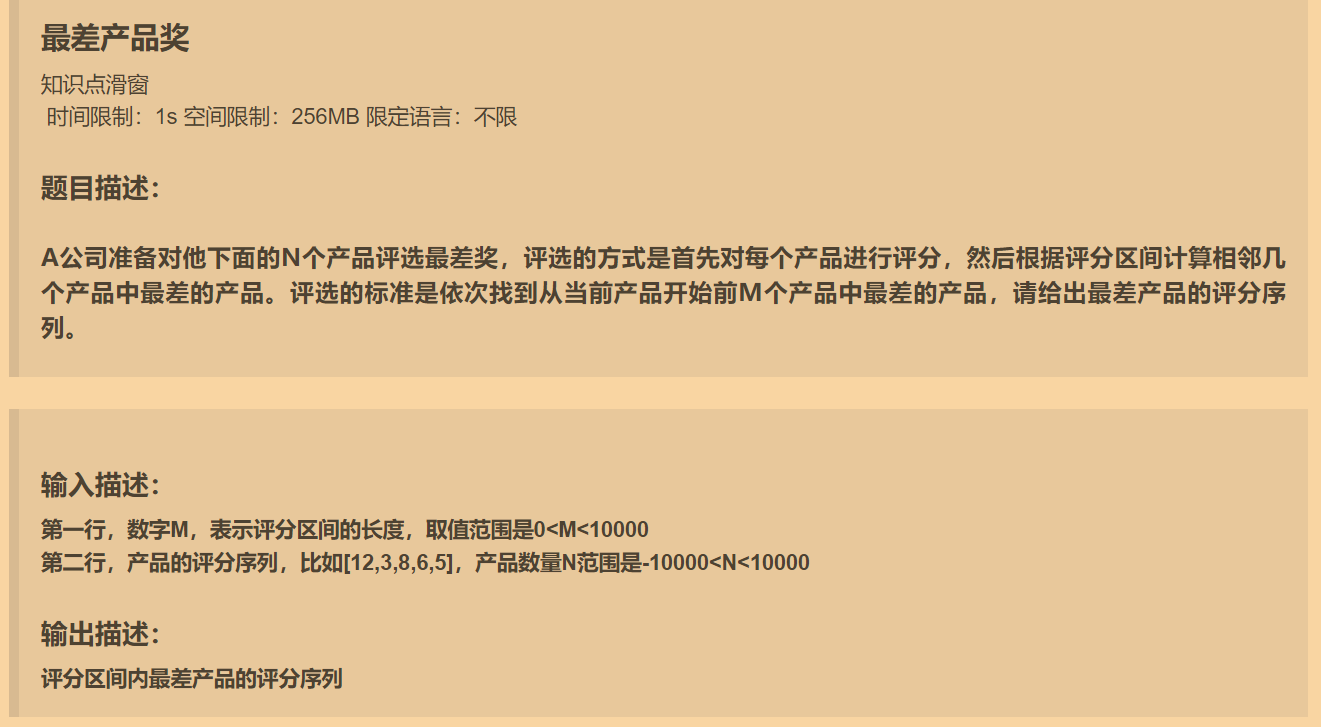 最差产品奖
知识点滑窗
时间限制：1s 空间限制：256MB 限定语言：不限
题目描述：
A公司准备对他下面的N个产品评选最差奖，评选的方式是首先对每个产品进行评分，然后根据评分区间计算相邻几
个产品中最差的产品。评选的标准是依次找到从当前产品开始前M个产品中最差的产品，请给出最差产品的评分序
列。
输入描述：
第一行，数字M，表示评分区间的长度，取值范围是0<M<10000
第二行，产品的评分序列，比如[12,3,8,6,5]，产品数量N范围是-10000<N<10000
输出描述：
评分区间内最差产品的评分序列